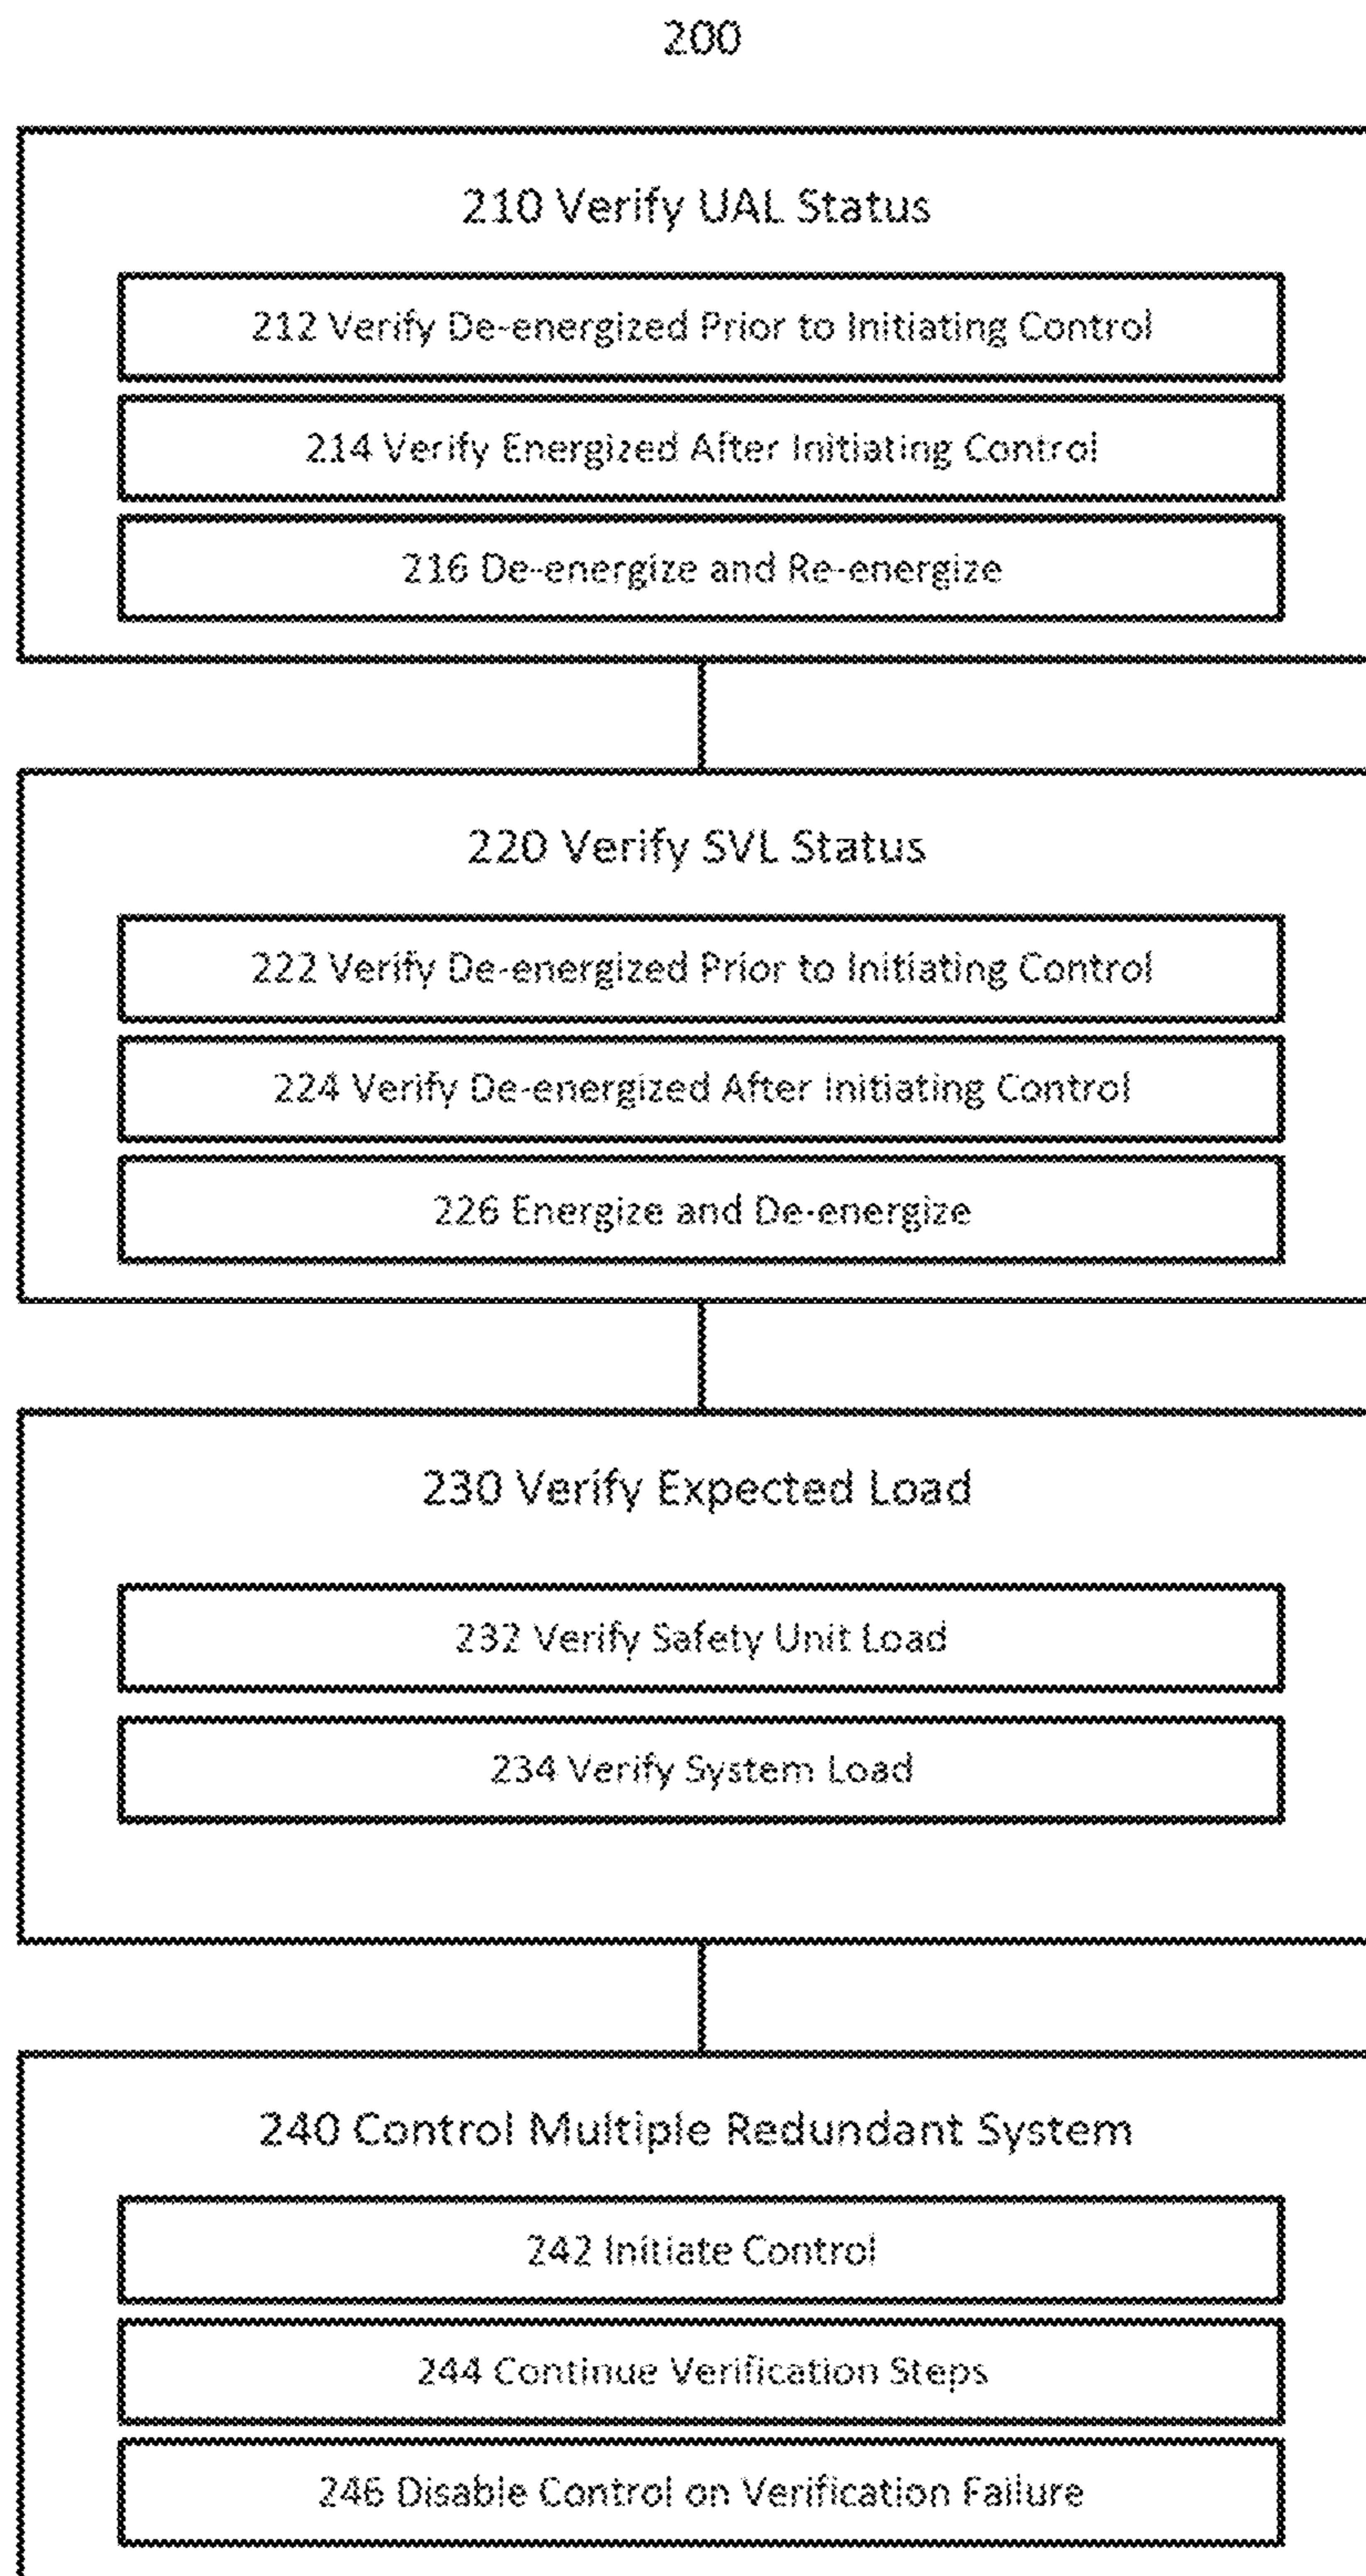 200
210 Verify UAL Status
212 Verify De-energized Prior to Initiating Control
214 Verify Energized After Initiating Control
216 De-energize and Re-energize
220 Verify SVL Status
222 Verify De-energized Prior to Initiating Control
224 Verify De-energized After Initiating Control
226 Energize and De-energize
230 Verify Expected Load
232 Verify Safety Unit Load
234 Verify System Load
240 Control Multiple Redundant System
242 Initiate Control
244 Continue Verification Steps
246 Disable Control on Verification Failure